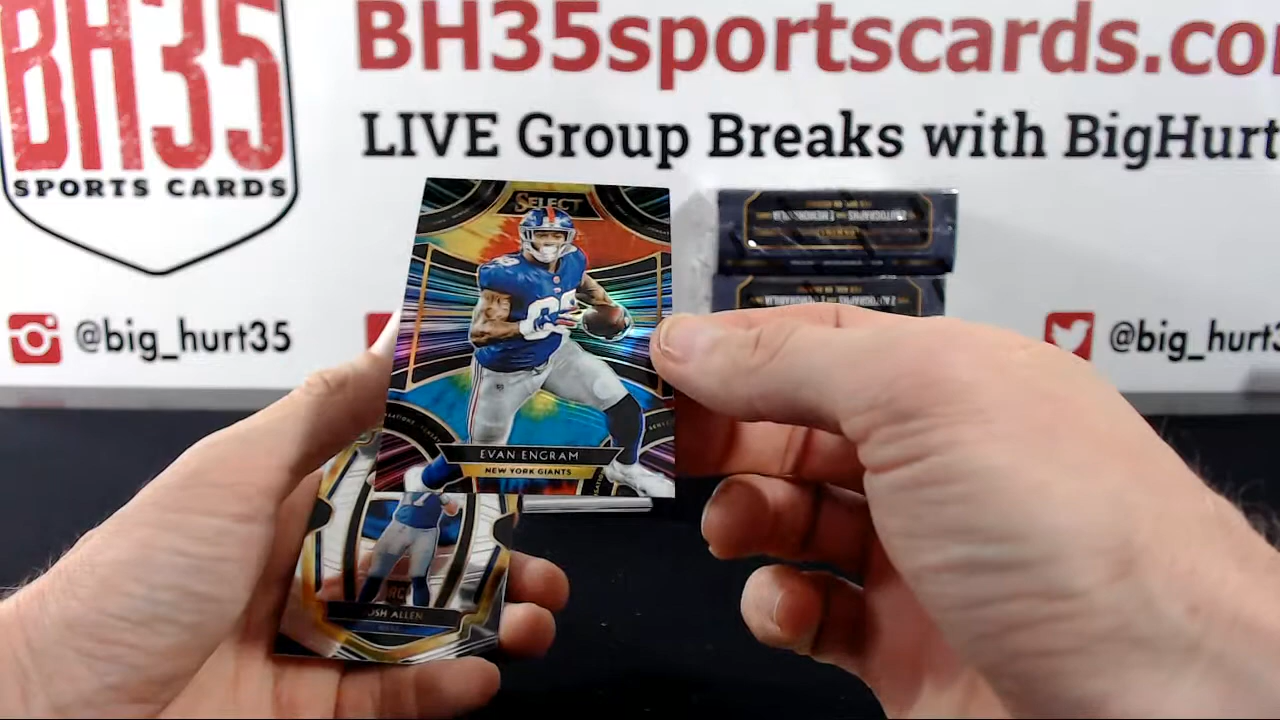 BH35
SPORTS CARDS
BH35sportscards.co
LIVE Group Breaks with BigHurt
@big_hurt35
@big_hurt3
SELECT
EVAN ENGRAM
NEW YORK GIANTS
RC
OSH ALLEN